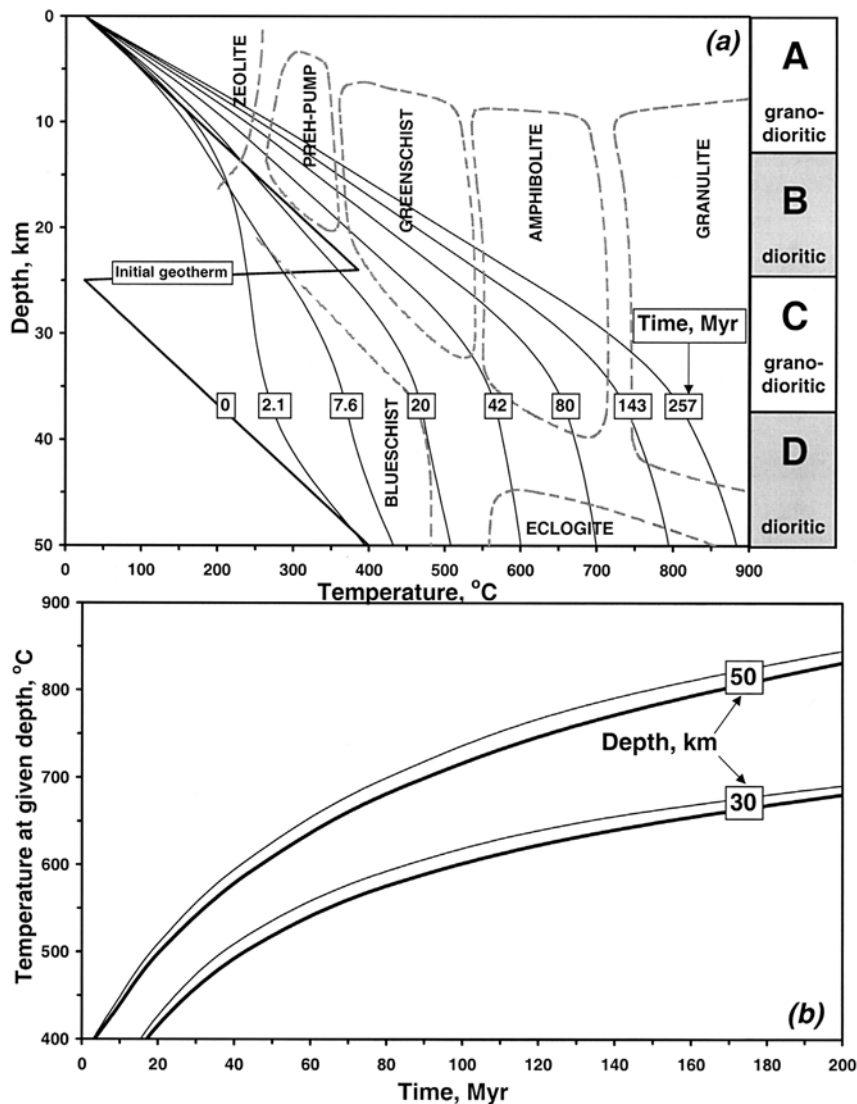 (a)
0
10
20
30
40
50
Depth, km
ZEOLITE
PREH-PUMP
GREENSCHIST
AMPHIBOLITE
GRANULITE
Initial geotherm
Time, Myr
0
2.1
7.6
20
42
80
143
257
BLUESCHIST
ECLOGITE
0
100
200
300
400
500
600
700
800
900
Temperature, °C
A
grano-
dioritic
B
dioritic
C
grano-
dioritic
D
dioritic
900
800
700
600
500
400
Temperature at given depth, °C
50
Depth, km
30
(b)
0
20
40
60
80
100
120
140
160
180
200
Time, Myr